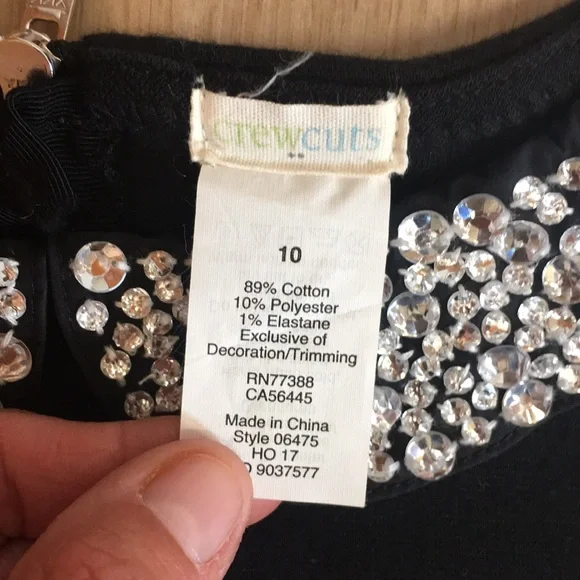 crewcuts
10
89% Cotton
10% Polyester
1% Elastane
Exclusive of
Decoration/Trimming
RN77388
CA56445
Made in China
Style 06475
HO 17
9037577